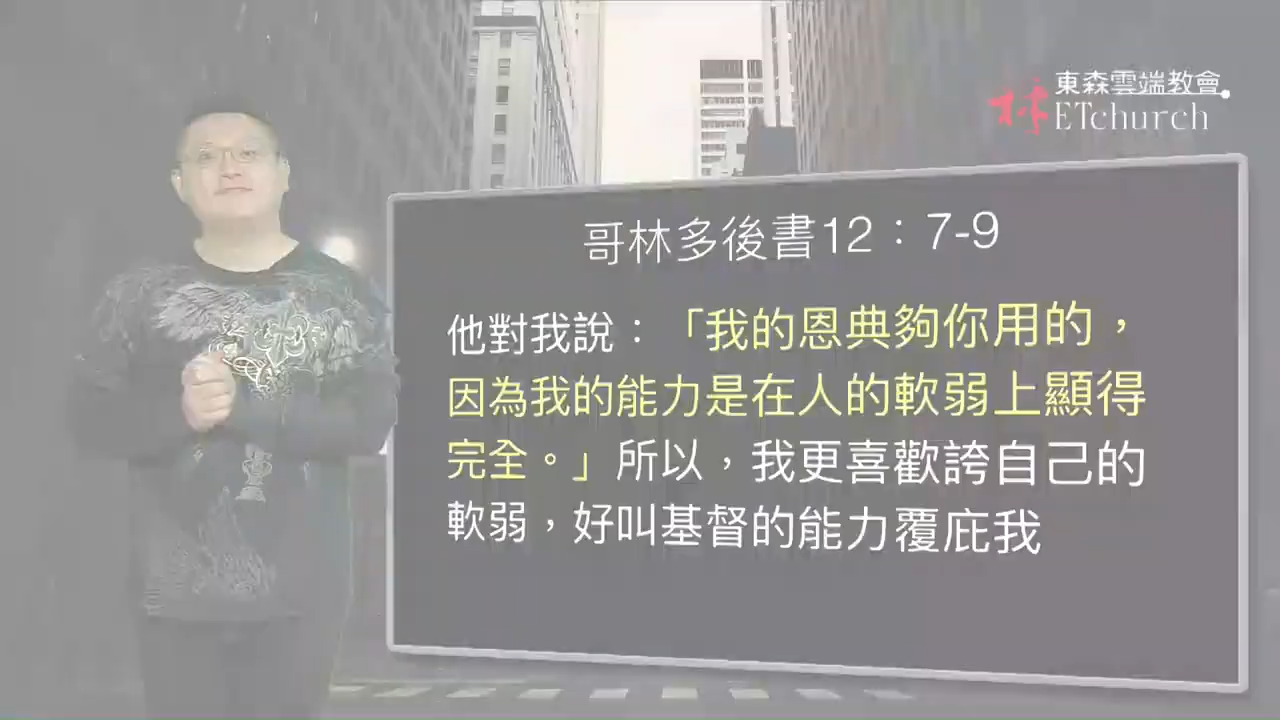 東森雲端教會
ETchurch
哥林多後書12：7-9
他對我說：「我的恩典夠你用的，
因為我的能力是在人的軟弱上顯得
完全。」所以，我更喜歡誇自己的
軟弱，好叫基督的能力覆庇我